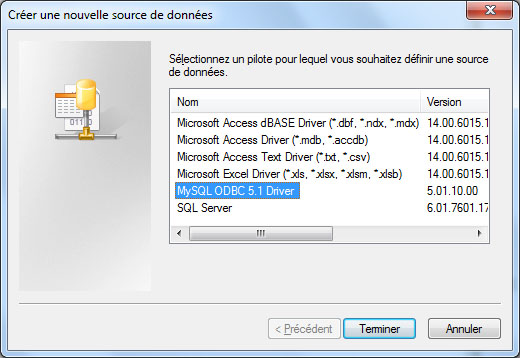 Créer une nouvelle source de données
Sélectionnez un pilote pour lequel vous souhaitez définir une source
de données.
Nom Version
Microsoft Access dBASE Driver (*.dbf, *.ndx, *.mdx) 14.00.6015.1
Microsoft Access Driver (*.mdb, *.accdb) 14.00.6015.1
Microsoft Access Text Driver (*.txt, *.csv) 14.00.6015.1
Microsoft Excel Driver (*.xls, *.xlsx, *.xlsm, *.xlsb) 14.00.6015.1
MySQL ODBC 5.1 Driver 5.01.10.00
SQL Server 6.01.7601.17
< Précédent Terminer Annuler